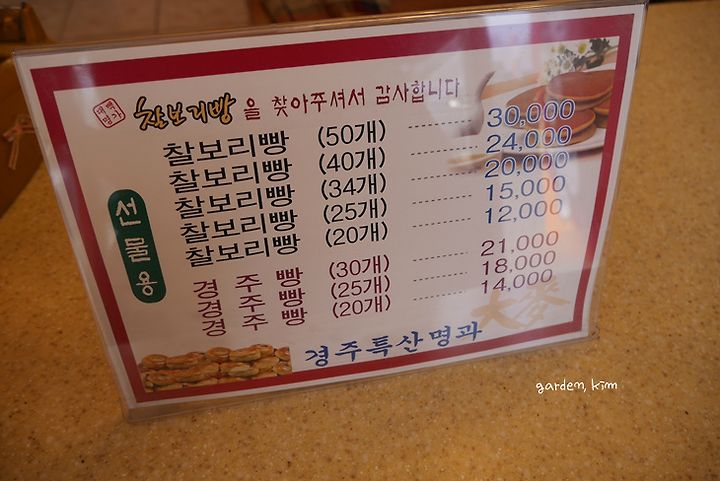 찰보리빵을 찾아주셔서 감사합니다
선물용
찰보리빵 (50개) 30,000
찰보리빵 (40개) 24,000
찰보리빵 (34개) 20,000
찰보리빵 (25개) 15,000
찰보리빵 (20개) 12,000
경주빵 (30개) 21,000
경주빵 (25개) 18,000
경주빵 (20개) 14,000
경주특산명과
garden, kim